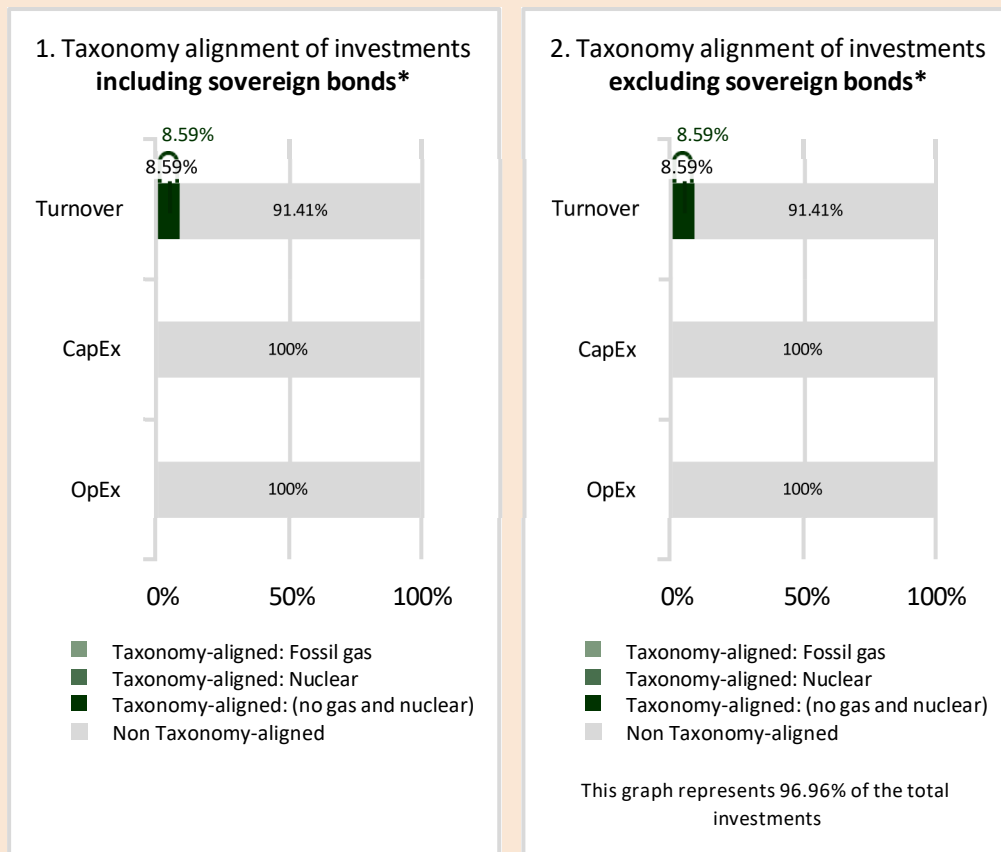 1. Taxonomy alignment of investments
including sovereign bonds*
8.59%
8.59%
Turnover
91.41%
CapEx
100%
OpEx
100%
0%
50%
100%
Taxonomy-aligned: Fossil gas
Taxonomy-aligned: Nuclear
Taxonomy-aligned: (no gas and nuclear)
Non Taxonomy-aligned
2. Taxonomy alignment of investments
excluding sovereign bonds*
8.59%
8.59%
Turnover
91.41%
CapEx
100%
OpEx
100%
0%
50%
100%
Taxonomy-aligned: Fossil gas
Taxonomy-aligned: Nuclear
Taxonomy-aligned: (no gas and nuclear)
Non Taxonomy-aligned
This graph represents 96.96% of the total
investments